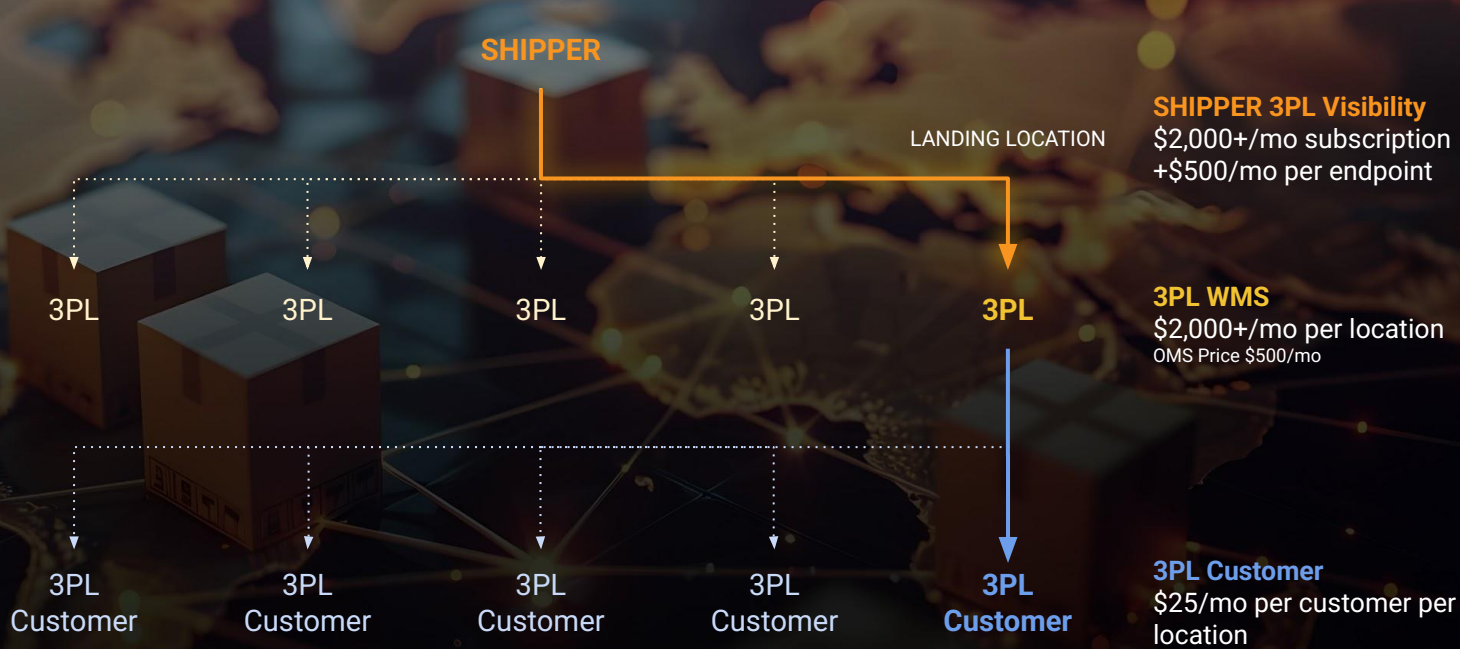 SHIPPER
LANDING LOCATION
SHIPPER 3PL Visibility
$2,000+/mo subscription
+$500/mo per endpoint
3PL
3PL
3PL
3PL
3PL
3PL WMS
$2,000+/mo per location
OMS Price $500/mo
3PL
Customer
3PL
Customer
3PL
Customer
3PL
Customer
3PL
Customer
3PL Customer
$25/mo per customer per
location